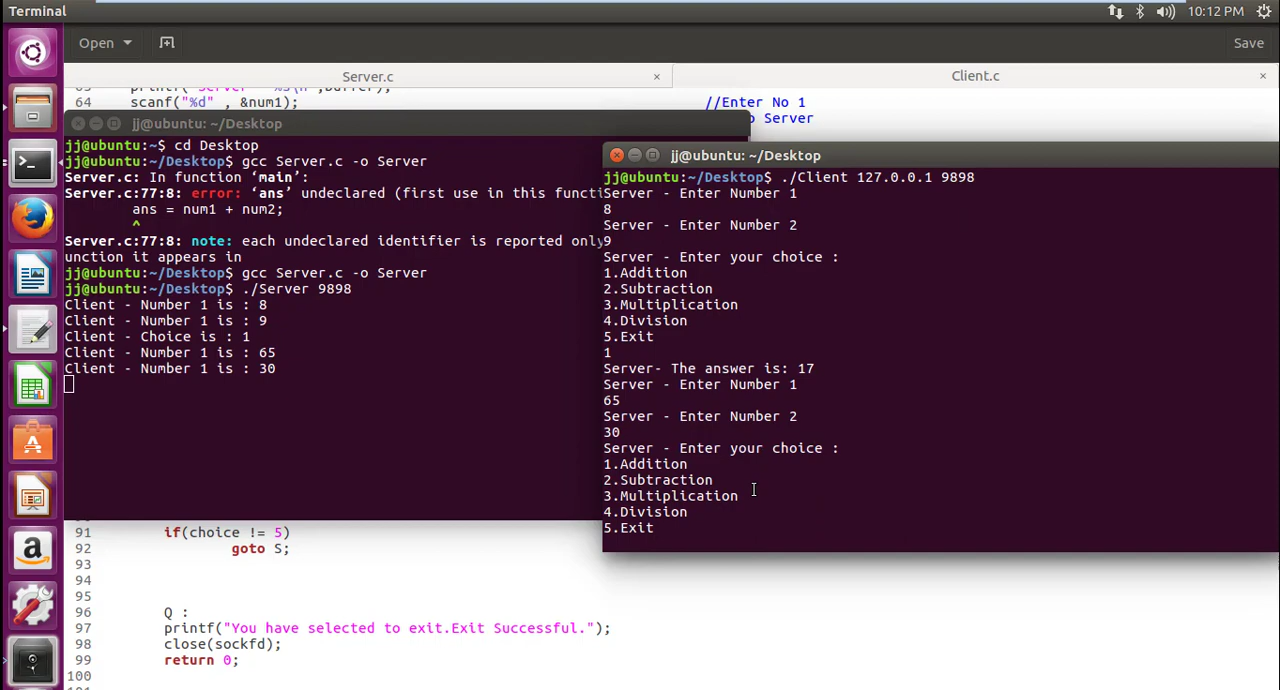 Terminal
10:12 PM
Open
Save
Server.c
Client.c
64 scanf("%d" , &num1);
//Enter No 1
Server
jj@ubuntu: ~/Desktop
jj@ubuntu:~$ cd Desktop
jj@ubuntu:~/Desktop$ gcc Server.c -o Server
Server.c: In function ‘main’:
Server.c:77:8: error: ‘ans’ undeclared (first use in this functi
ans = num1 + num2;
^
Server.c:77:8: note: each undeclared identifier is reported only
unction it appears in
jj@ubuntu:~/Desktop$ gcc Server.c -o Server
jj@ubuntu:~/Desktop$ ./Server 9898
Client - Number 1 is : 8
Client - Number 1 is : 9
Client - Choice is : 1
Client - Number 1 is : 65
Client - Number 1 is : 30
jj@ubuntu: ~/Desktop
jj@ubuntu:~/Desktop$ ./Client 127.0.0.1 9898
Server - Enter Number 1
8
Server - Enter Number 2
9
Server - Enter your choice :
1.Addition
2.Subtraction
3.Multiplication
4.Division
5.Exit
1
Server- The answer is: 17
Server - Enter Number 1
65
Server - Enter Number 2
30
Server - Enter your choice :
1.Addition
2.Subtraction
3.Multiplication
4.Division
5.Exit
91 if(choice != 5)
92 goto S;
93
94
95
96 Q :
97 printf("You have selected to exit.Exit Successful.");
98 close(sockfd);
99 return 0;
100